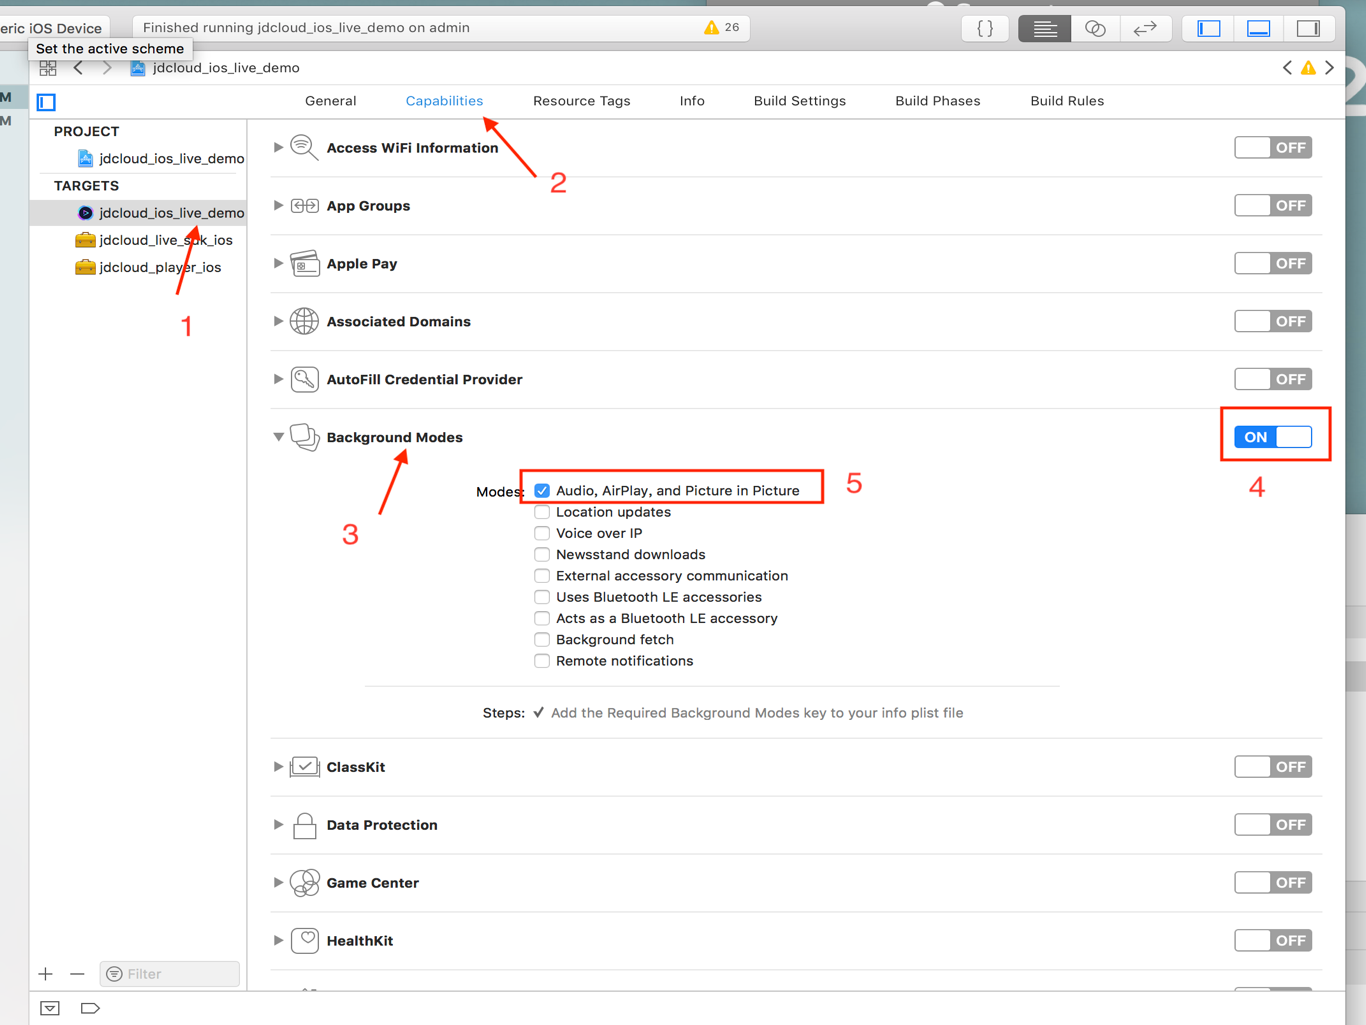 eric iOS Device
Finished running jdcloud_ios_live_demo on admin
26
{ }
Set the active scheme
jdcloud_ios_live_demo
M
M
General
Capabilities
Resource Tags
Info
Build Settings
Build Phases
Build Rules
PROJECT
jdcloud_ios_live_demo
TARGETS
jdcloud_ios_live_demo
jdcloud_live_sdk_ios
jdcloud_player_ios
1
2
Access WiFi Information
OFF
App Groups
OFF
Apple Pay
OFF
Associated Domains
OFF
AutoFill Credential Provider
OFF
Background Modes
ON
3
4
Modes:
Audio, AirPlay, and Picture in Picture
5
Location updates
Voice over IP
Newsstand downloads
External accessory communication
Uses Bluetooth LE accessories
Acts as a Bluetooth LE accessory
Background fetch
Remote notifications
Steps: ✓ Add the Required Background Modes key to your info plist file
ClassKit
OFF
Data Protection
OFF
Game Center
OFF
HealthKit
OFF
Filter